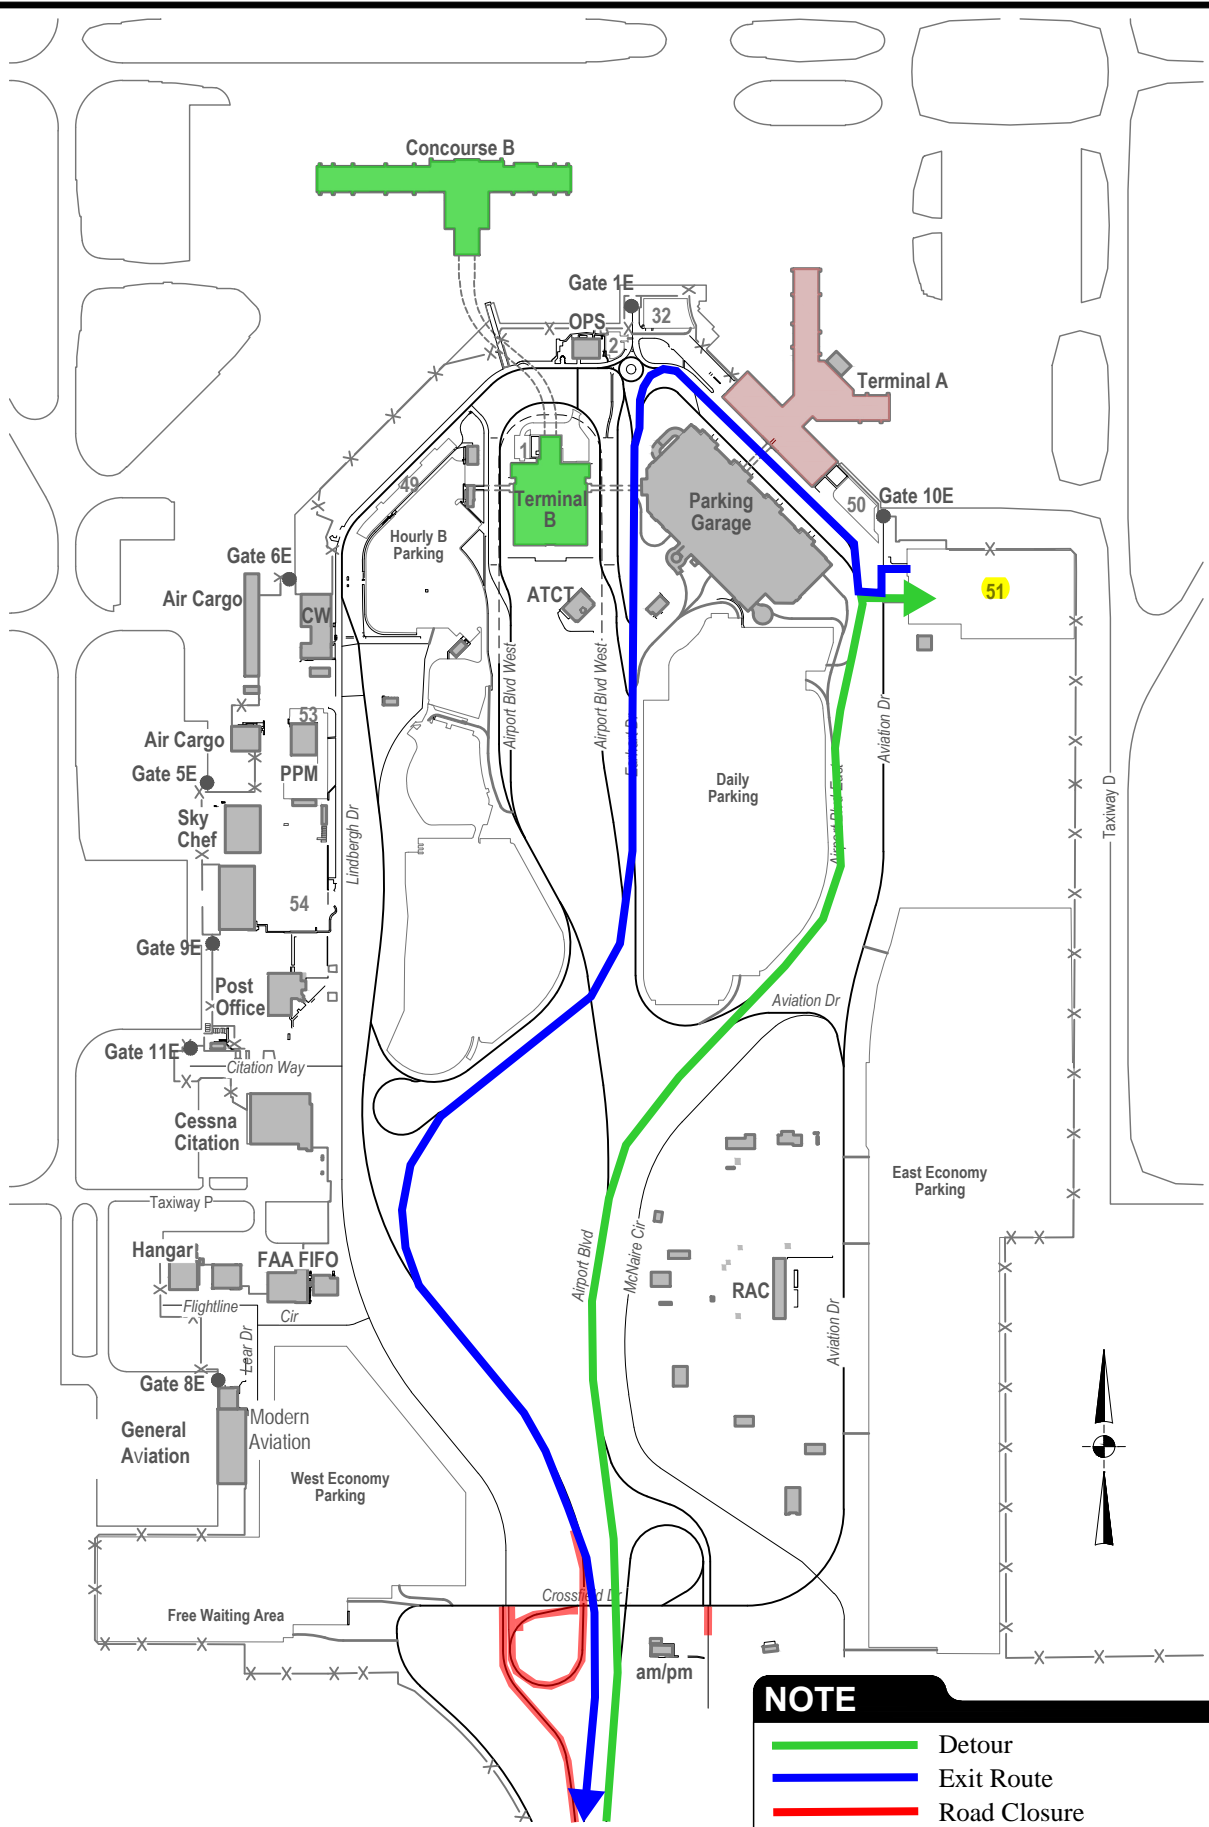 Concourse B
Gate 1E
32
OPS
2
Terminal A
1
49
Terminal
B
Parking
Garage
50
Gate 10E
Hourly B
Parking
Gate 6E
Air Cargo
CW
ATCT
51
Airport Blvd West
Airport Blvd West
53
Air Cargo
PPM
Gate 5E
Aviation Dr
Daily
Parking
Taxiway D
Sky
Chef
Lindbergh Dr
Airport Blvd East
54
Gate 9E
Post
Office
Aviation Dr
Gate 11E
Citation Way
Cessna
Citation
East Economy
Parking
Taxiway P
Hangar
FAA FIFO
Airport Blvd
McNaire Cir
RAC
Flightline
Cir
Lear Dr
Aviation Dr
Gate 8E
General
Aviation
Modern
Aviation
West Economy
Parking
Crossfield Dr
Free Waiting Area
am/pm
NOTE
Detour
Exit Route
Road Closure